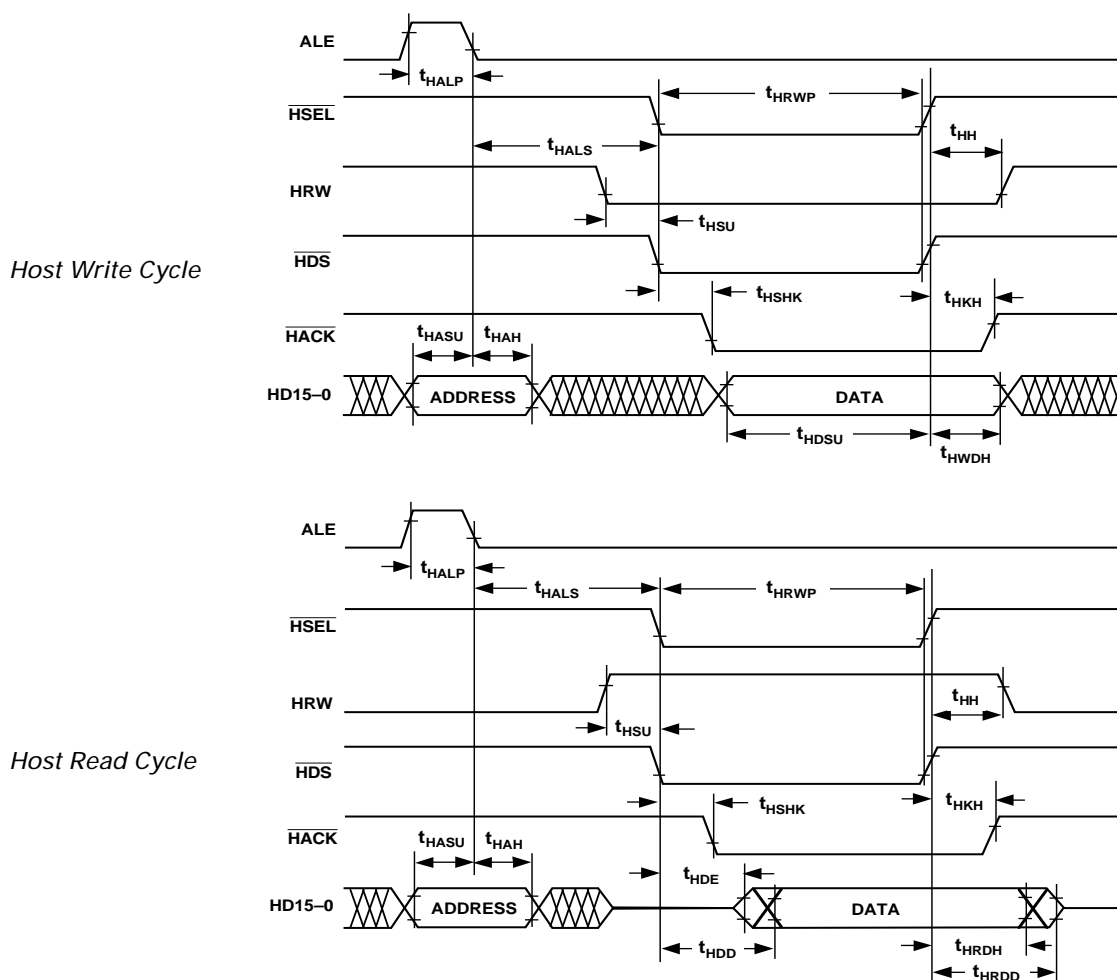 ALE
tHALP
HSEL
tHRWP
tHALS
tHH
HRW
tHSU
Host Write Cycle
HDS
tHSHK
tHKH
HACK
tHASU
tHAH
HD15–0
ADDRESS
DATA
tHDSU
tHWDH
ALE
tHALP
tHALS
tHRWP
HSEL
HRW
tHH
tHSU
Host Read Cycle
HDS
tHSHK
tHKH
HACK
tHASU
tHAH
tHDE
HD15–0
ADDRESS
DATA
tHDD
tHRDH
tHRDD